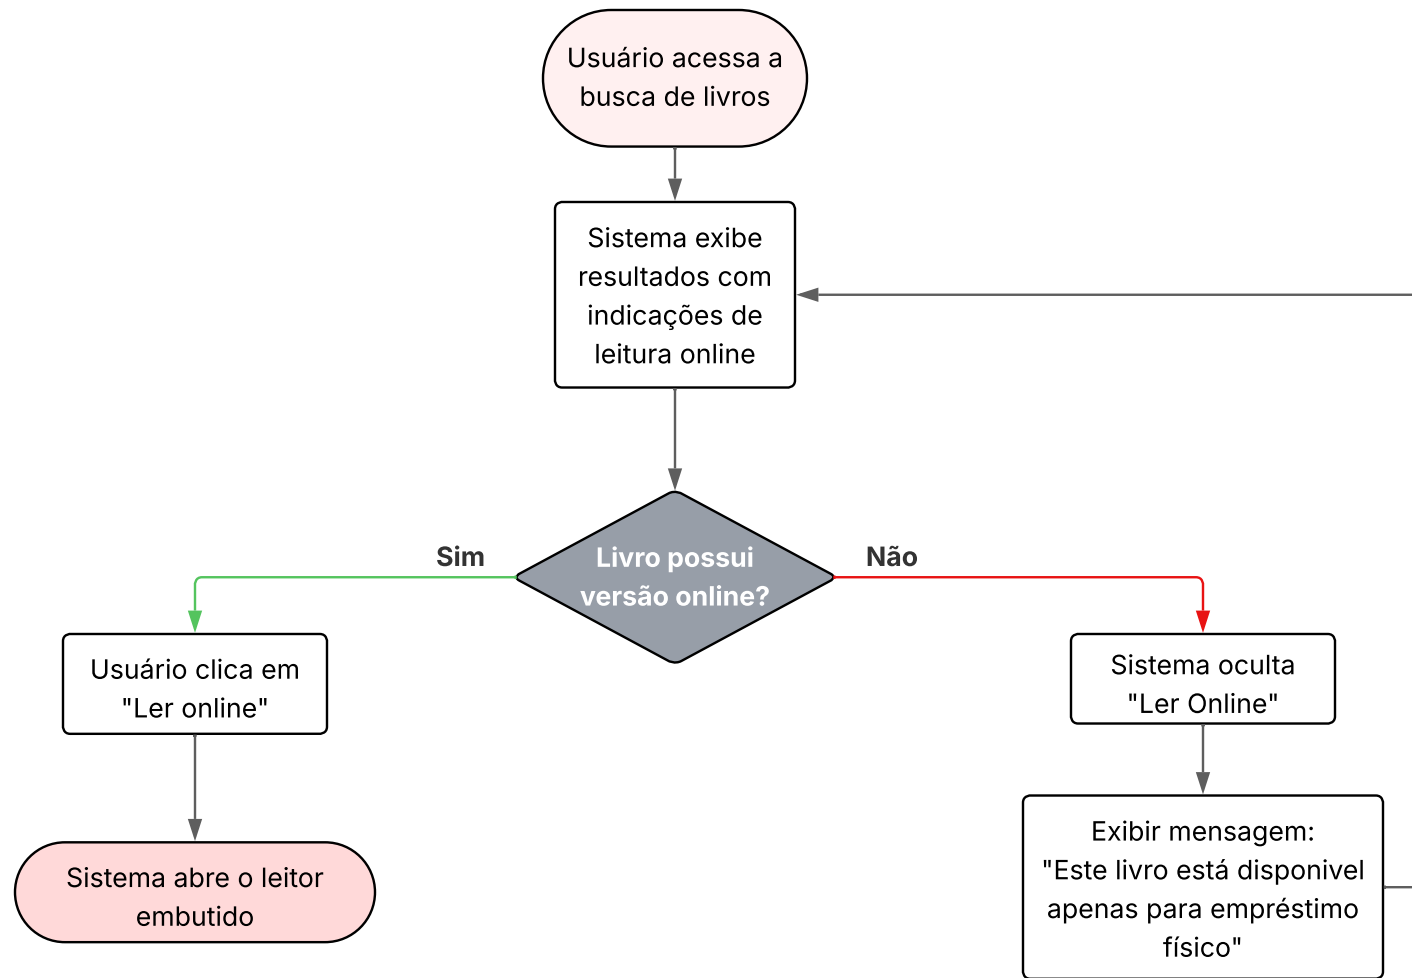 Usuário acessa a
busca de livros
Sistema exibe
resultados com
indicações de
leitura online
Livro possui
versão online?
Sim
Não
Usuário clica em
"Ler online"
Sistema abre o leitor
embutido
Sistema oculta
"Ler Online"
Exibir mensagem:
"Este livro está disponivel
apenas para empréstimo
físico"